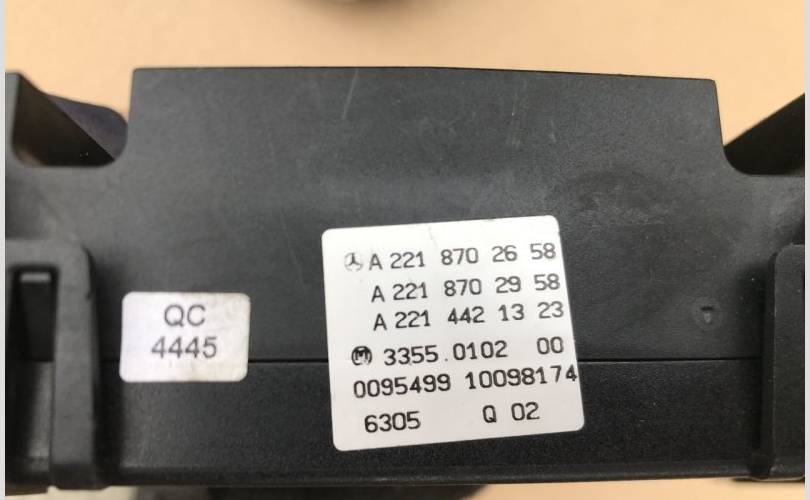 QC
4445
A 221 870 26 58
A 221 870 29 58
A 221 442 13 23
M 3355.0102 00
0095499 10098174
6305 Q 02